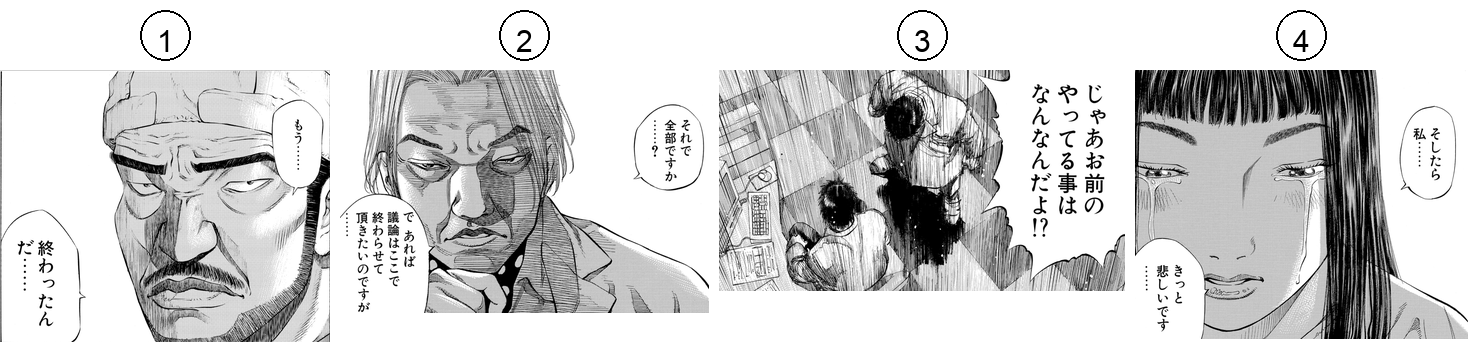 1
もう……
終わったん
だ……
2
それで
全部ですか
……?
で あれば
議論はここで
終わらせて
頂きたいのですが
……
3
じゃあお前の
やってる事は
なんなんだよ!?
4
そしたら
私……
きっと
悲しいです
……